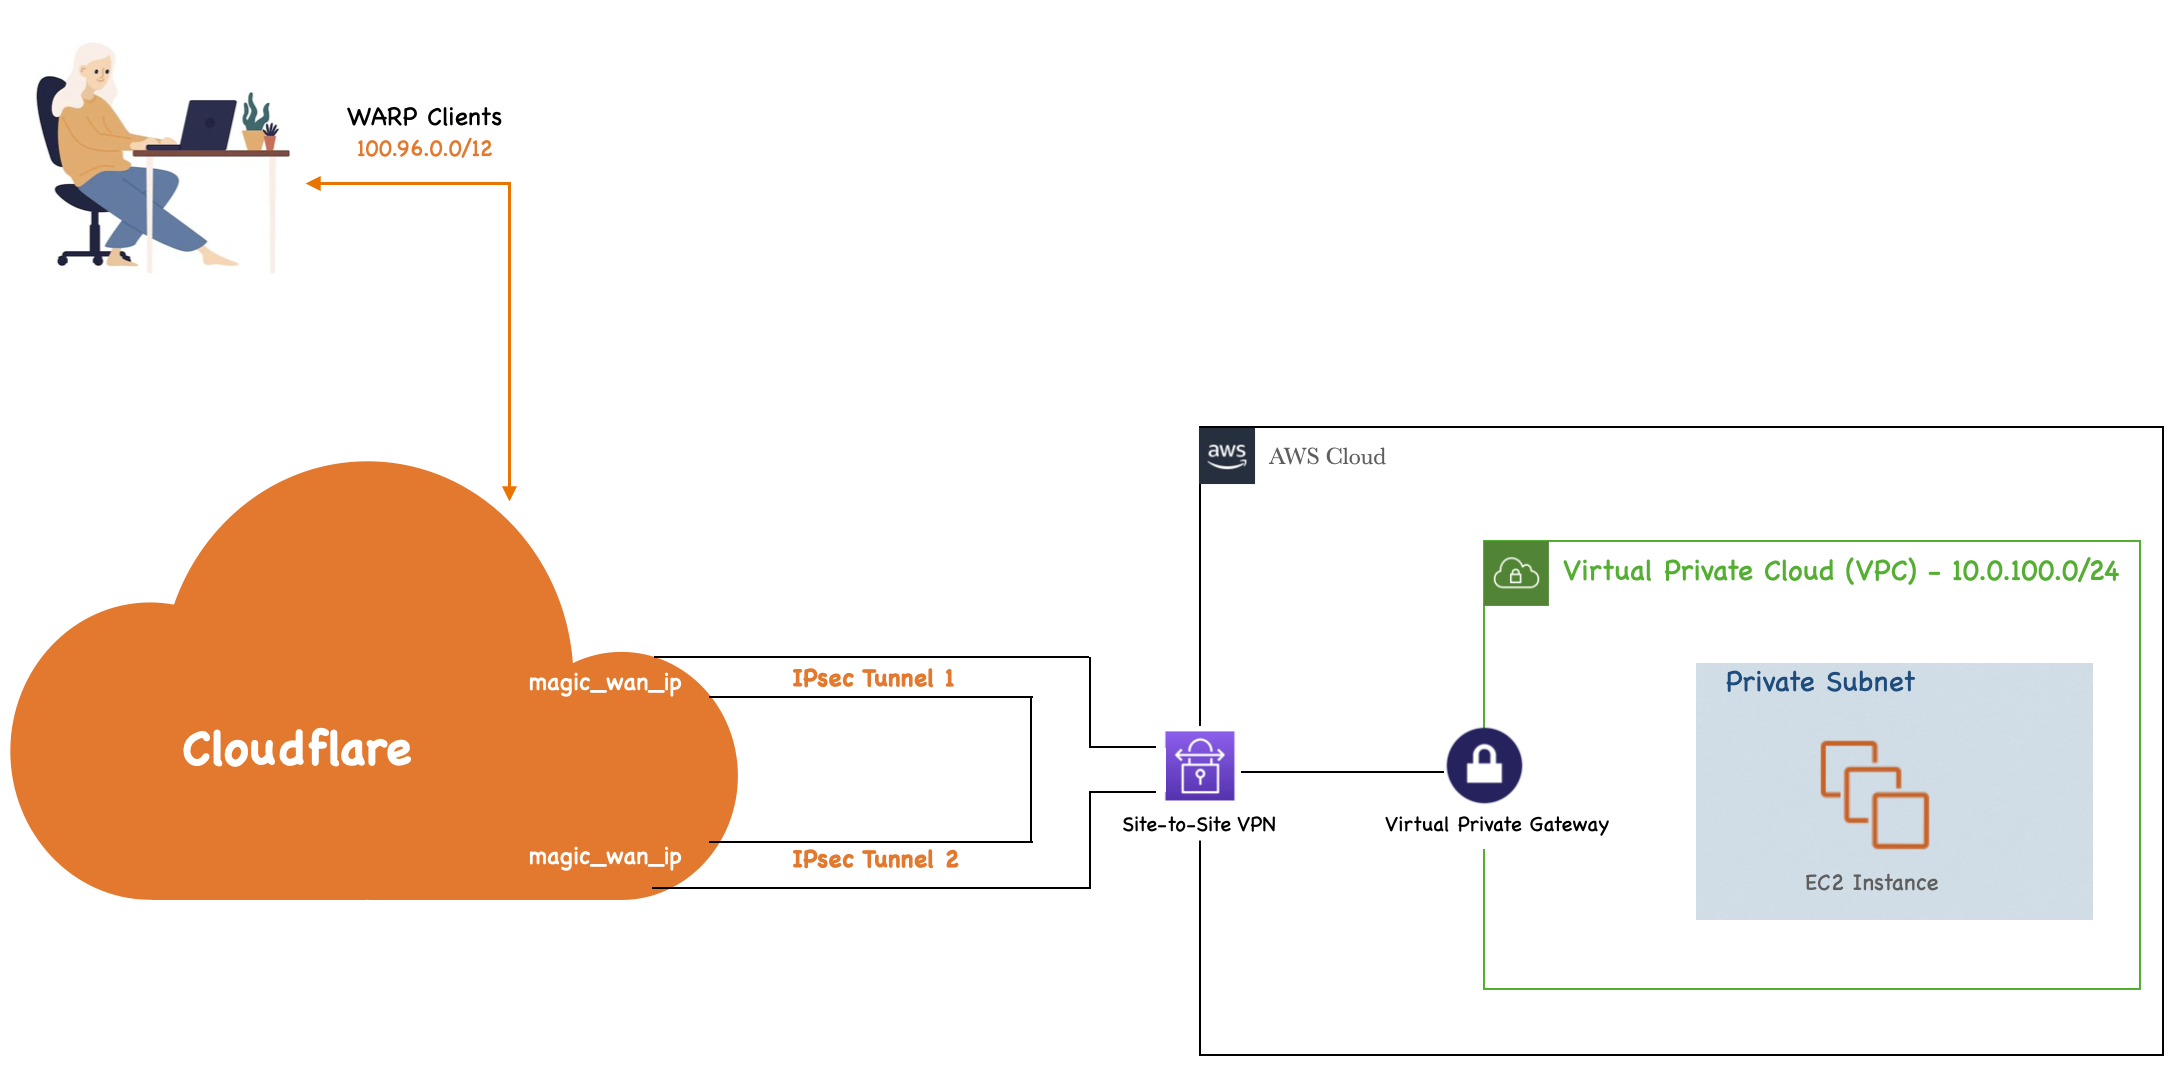 WARP Clients
100.96.0.0/12
aws
AWS Cloud
Virtual Private Cloud (VPC) - 10.0.100.0/24
magic_wan_ip
IPsec Tunnel 1
Private Subnet
Cloudflare
Site-to-Site VPN
Virtual Private Gateway
magic_wan_ip
IPsec Tunnel 2
EC2 Instance